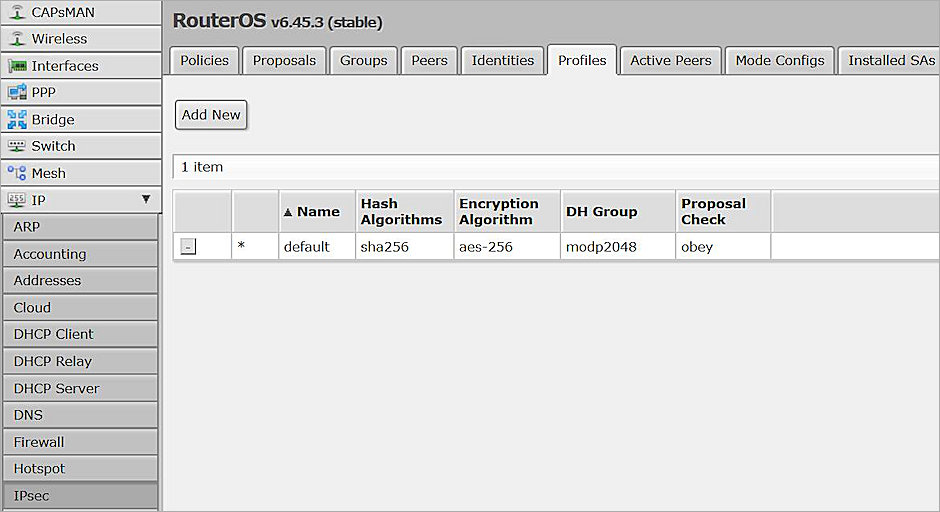 CAPsMAN
Wireless
Interfaces
PPP
Bridge
Switch
Mesh
255 IP ▼
ARP
Accounting
Addresses
Cloud
DHCP Client
DHCP Relay
DHCP Server
DNS
Firewall
Hotspot
IPsec
RouterOS v6.45.3 (stable)
Policies Proposals Groups Peers Identities Profiles Active Peers Mode Configs Installed SAs
Add New
1 item
▲ Name Hash Algorithms Encryption Algorithm DH Group Proposal Check
- * default sha256 aes-256 modp2048 obey